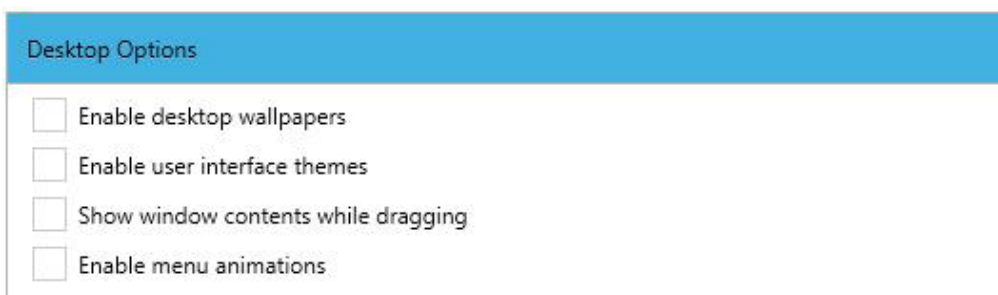 Desktop Options
Enable desktop wallpapers
Enable user interface themes
Show window contents while dragging
Enable menu animations